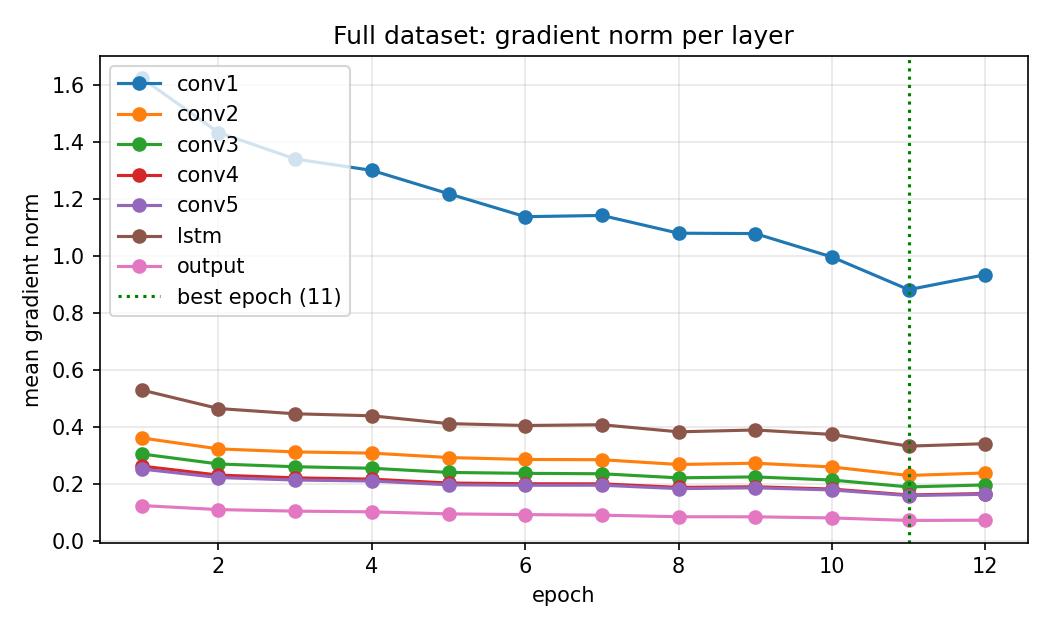 Full dataset: gradient norm per layer
mean gradient norm
1.6
1.4
1.2
1.0
0.8
0.6
0.4
0.2
0.0
conv1
conv2
conv3
conv4
conv5
lstm
output
best epoch (11)
2 4 6 8 10 12
epoch